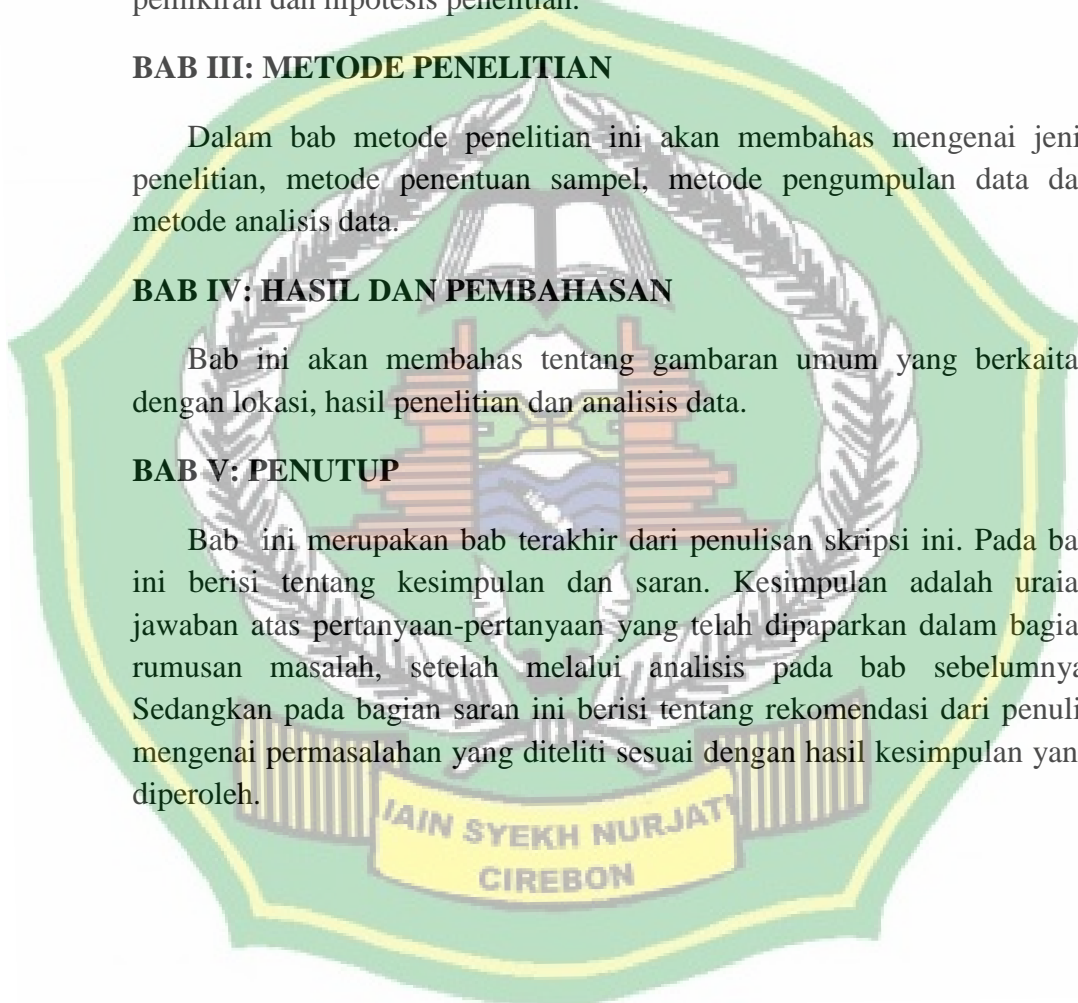 pemikiran dan hipotesis penelitian.
BAB III: METODE PENELITIAN
Dalam bab metode penelitian ini akan membahas mengenai jeni
penelitian, metode penentuan sampel, metode pengumpulan data da
metode analisis data.
BAB IV: HASIL DAN PEMBAHASAN
Bab ini akan membahas tentang gambaran umum yang berkaita
dengan lokasi, hasil penelitian dan analisis data.
BAB V: PENUTUP
Bab ini merupakan bab terakhir dari penulisan skripsi ini. Pada ba
ini berisi tentang kesimpulan dan saran. Kesimpulan adalah uraia
jawaban atas pertanyaan-pertanyaan yang telah dipaparkan dalam bagia
rumusan masalah, setelah melalui analisis pada bab sebelumnya
Sedangkan pada bagian saran ini berisi tentang rekomendasi dari penuli
mengenai permasalahan yang diteliti sesuai dengan hasil kesimpulan yan
diperoleh.
IAIN SYEKH NURJATI
CIREBON